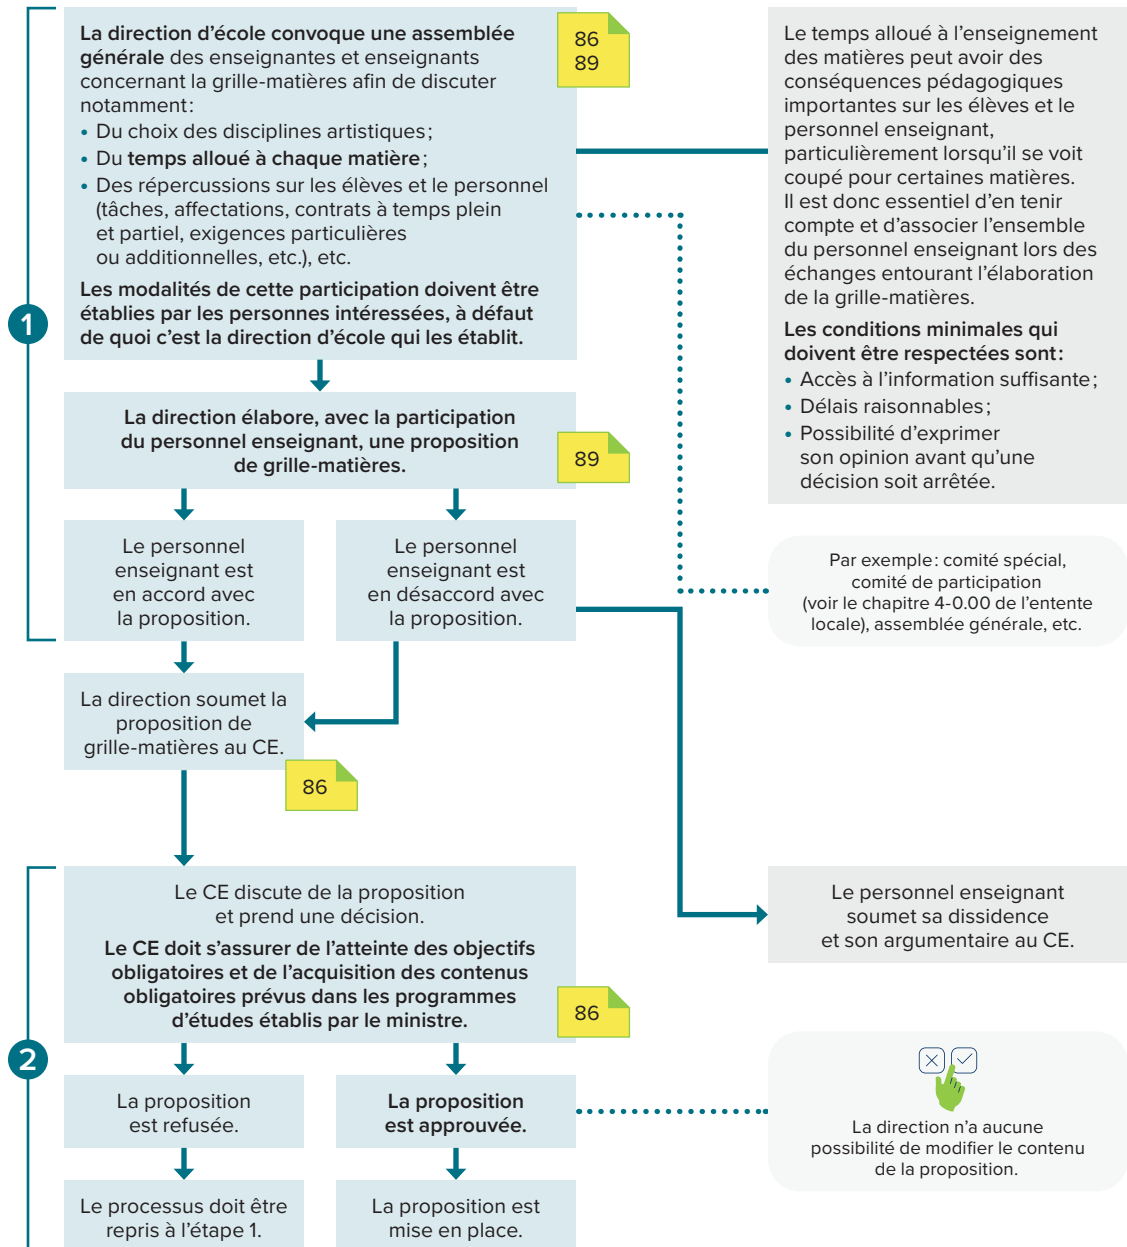 La direction d'école convoque une assemblée
générale des enseignantes et enseignants
concernant la grille-matières afin de discuter
notamment :
• Du choix des disciplines artistiques ;
• Du temps alloué à chaque matière ;
• Des répercussions sur les élèves et le personnel
(tâches, affectations, contrats à temps plein
et partiel, exigences particulières
ou additionnelles, etc.), etc.
Les modalités de cette participation doivent être
établies par les personnes intéressées, à défaut
de quoi c'est la direction d'école qui les établit.
86
89
Le temps alloué à l'enseignement
des matières peut avoir des
conséquences pédagogiques
importantes sur les élèves et le
personnel enseignant,
particulièrement lorsqu'il se voit
coupé pour certaines matières.
Il est donc essentiel d'en tenir
compte et d'associer l'ensemble
du personnel enseignant lors des
échanges entourant l'élaboration
de la grille-matières.
Les conditions minimales qui
doivent être respectées sont :
• Accès à l'information suffisante ;
• Délais raisonnables ;
• Possibilité d'exprimer
son opinion avant qu'une
décision soit arrêtée.
1
La direction élabore, avec la participation
du personnel enseignant, une proposition
de grille-matières.
89
Le personnel
enseignant est
en accord avec
la proposition.
Le personnel
enseignant est
en désaccord avec
la proposition.
Par exemple : comité spécial,
comité de participation
(voir le chapitre 4-0.00 de l'entente
locale), assemblée générale, etc.
La direction soumet la
proposition de
grille-matières au CE.
86
Le CE discute de la proposition
et prend une décision.
Le CE doit s'assurer de l'atteinte des objectifs
obligatoires et de l'acquisition des contenus
obligatoires prévus dans les programmes
d'études établis par le ministre.
86
Le personnel enseignant
soumet sa dissidence
et son argumentaire au CE.
2
La proposition
est refusée.
La proposition
est approuvée.
La direction n'a aucune
possibilité de modifier le contenu
de la proposition.
Le processus doit être
repris à l'étape 1.
La proposition est
mise en place.